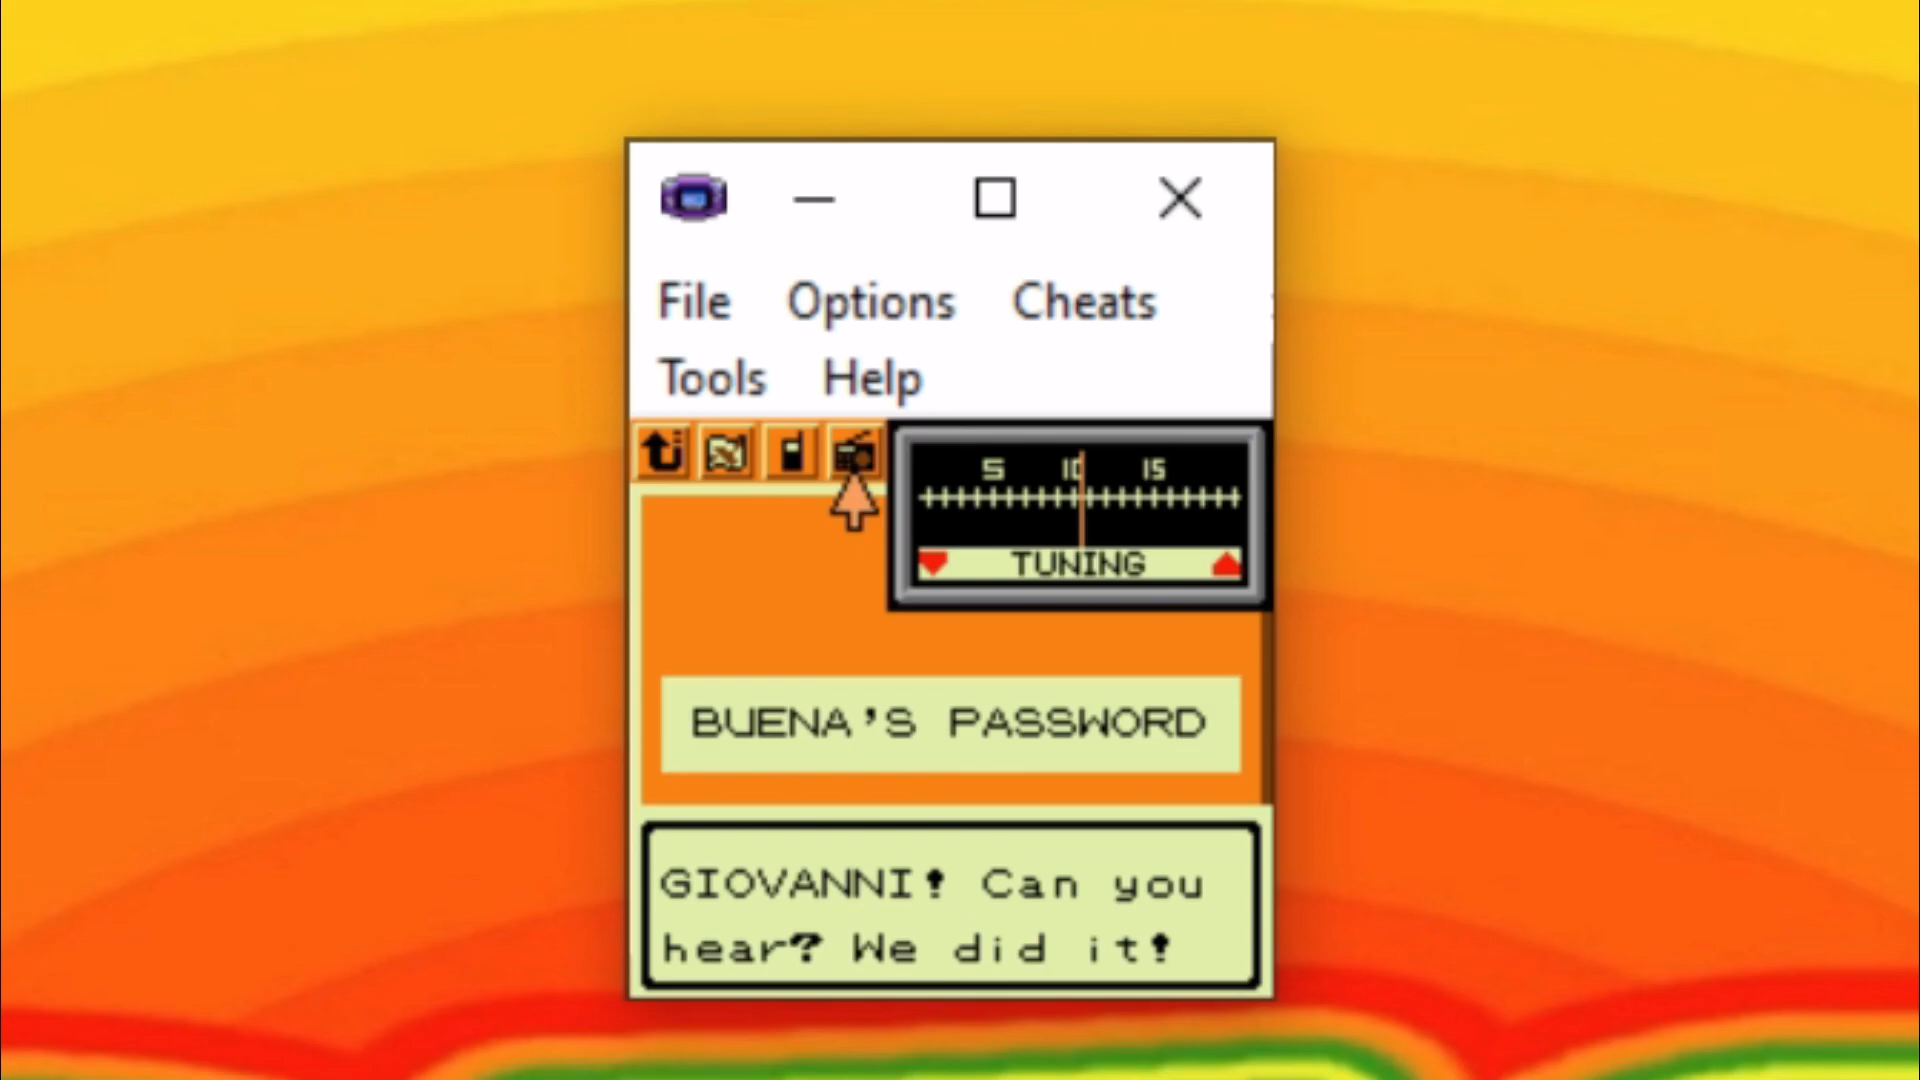 File Options Cheats
Tools Help
5 10 15
TUNING
BUENA'S PASSWORD
GIOVANNI! Can you
hear? We did it!